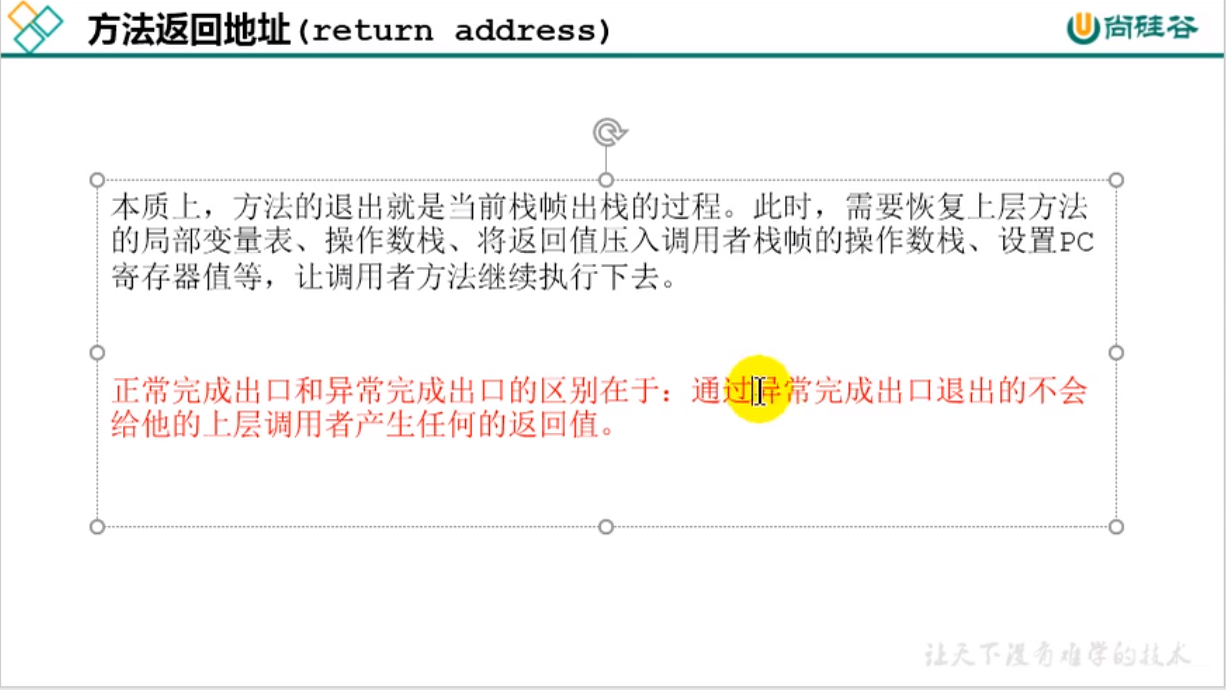 方法返回地址(return address)
尚硅谷
本质上，方法的退出就是当前栈帧出栈的过程。此时，需要恢复上层方法
的局部变量表、操作数栈、将返回值压入调用者栈帧的操作数栈、设置PC
寄存器值等，让调用者方法继续执行下去。
正常完成出口和异常完成出口的区别在于：通过异常完成出口退出的不会
给他的上层调用者产生任何的返回值。
让天下没有难学的技术